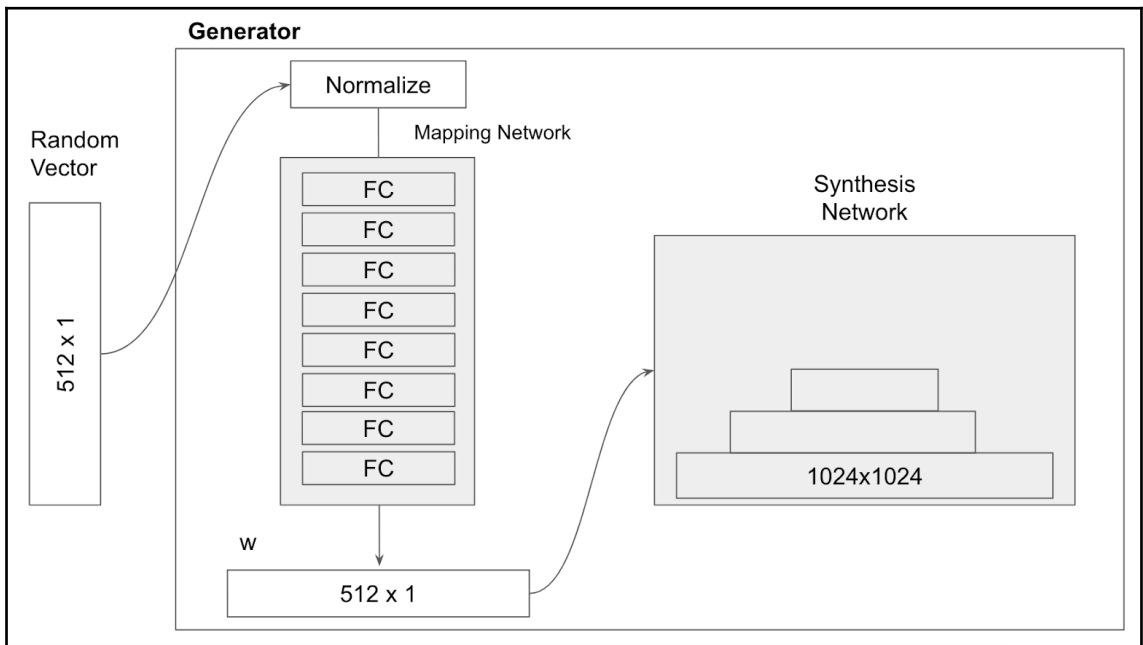 Generator
Normalize
Mapping Network
Random
Vector
512 x 1
FC
FC
FC
FC
FC
FC
FC
FC
w
512 x 1
Synthesis
Network
1024x1024